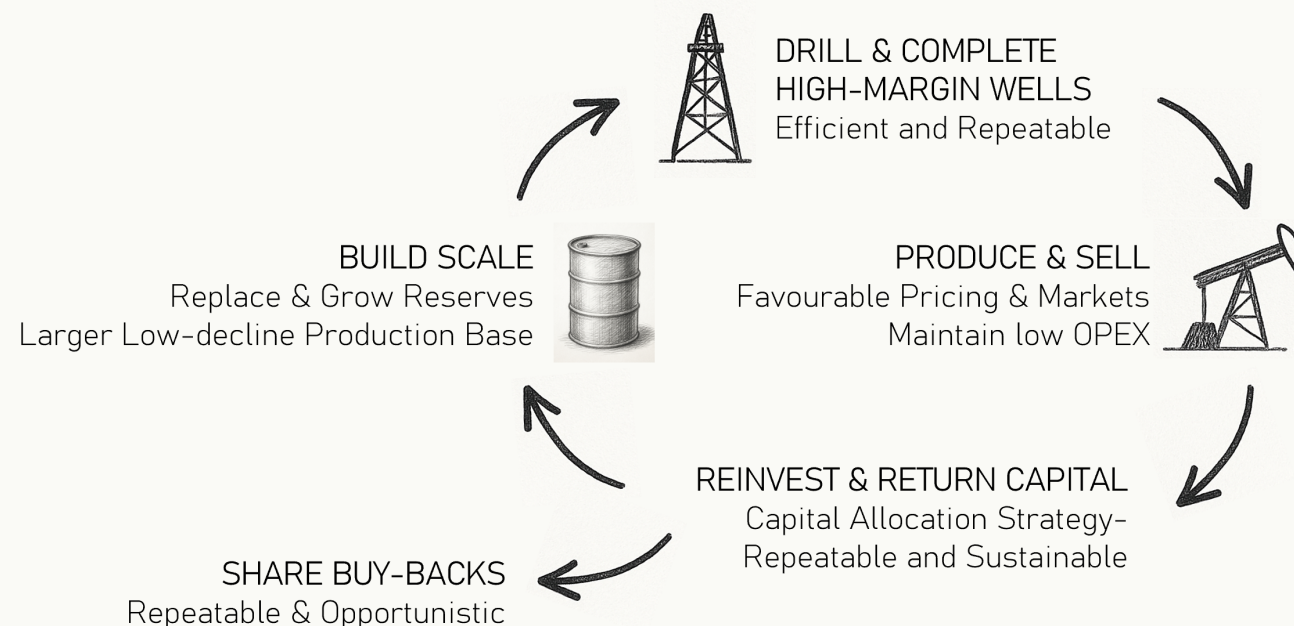 DRILL & COMPLETE
HIGH-MARGIN WELLS
Efficient and Repeatable
BUILD SCALE
Replace & Grow Reserves
Larger Low-decline Production Base
PRODUCE & SELL
Favourable Pricing & Markets
Maintain low OPEX
REINVEST & RETURN CAPITAL
Capital Allocation Strategy-
Repeatable and Sustainable
SHARE BUY-BACKS
Repeatable & Opportunistic